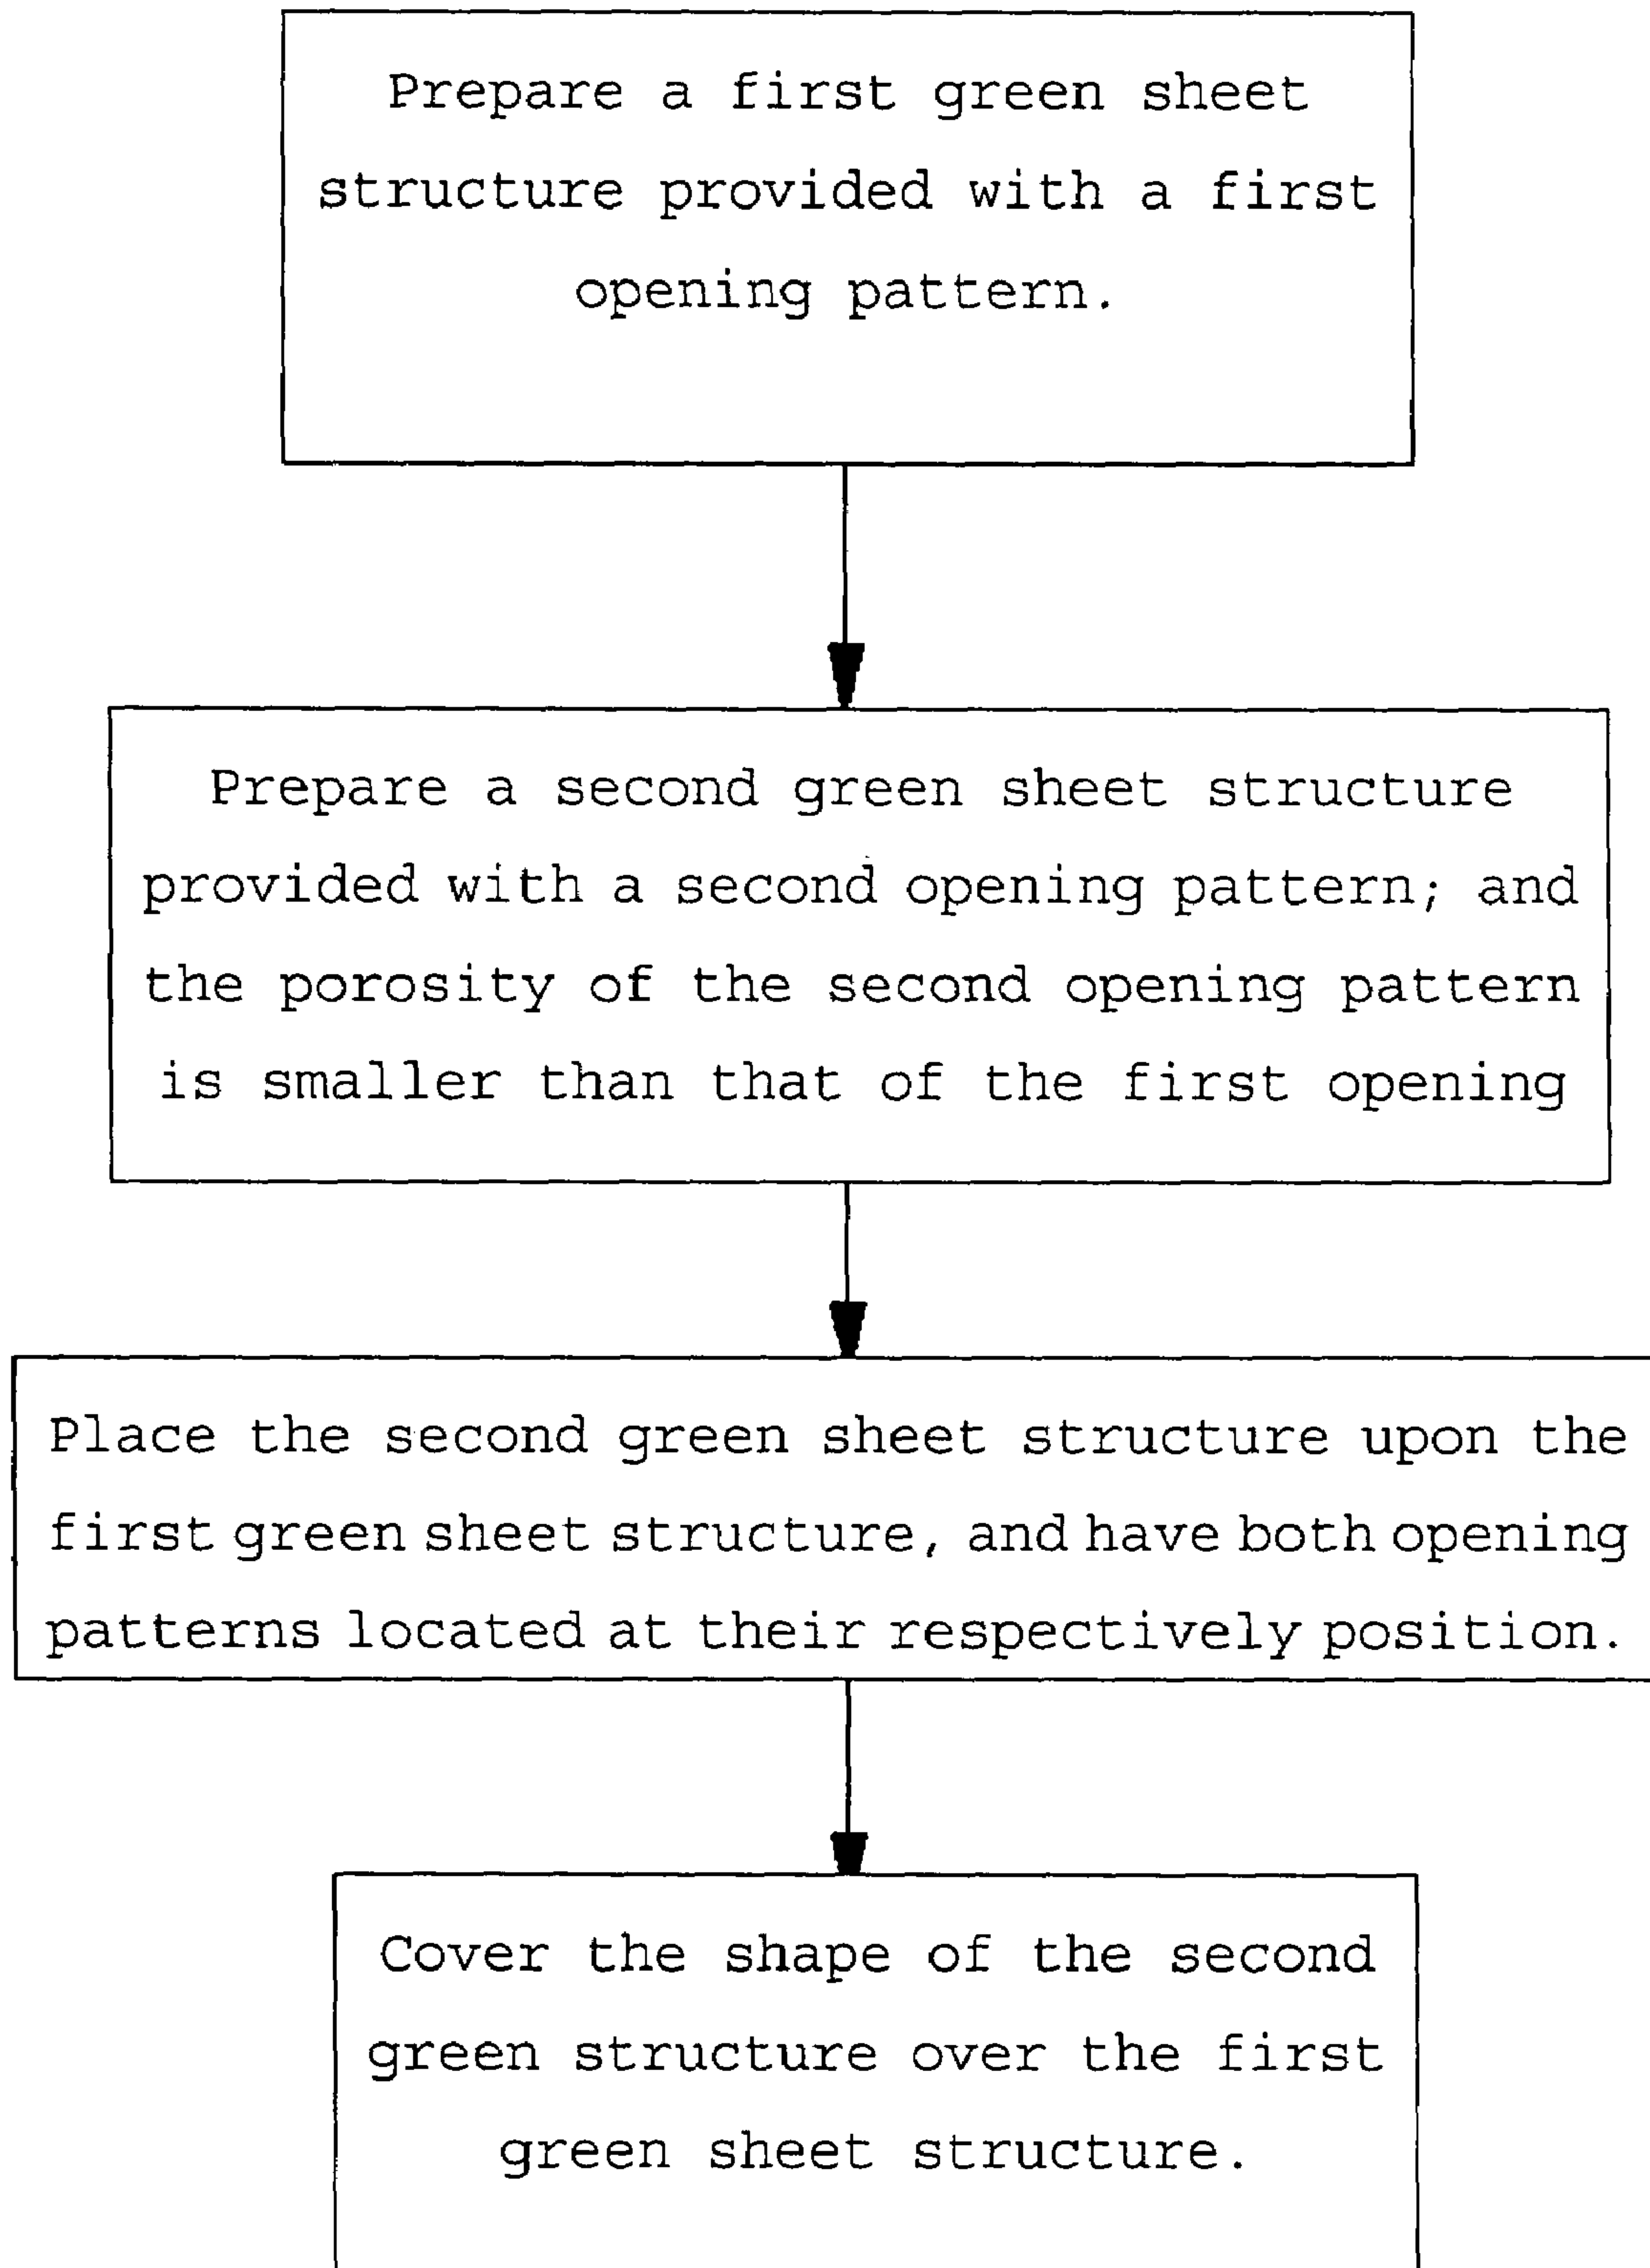 Prepare a first green sheet
structure provided with a first
opening pattern.
Prepare a second green sheet structure
provided with a second opening pattern; and
the porosity of the second opening pattern
is smaller than that of the first opening
Place the second green sheet structure upon the
first green sheet structure, and have both opening
patterns located at their respectively position.
Cover the shape of the second
green structure over the first
green sheet structure.